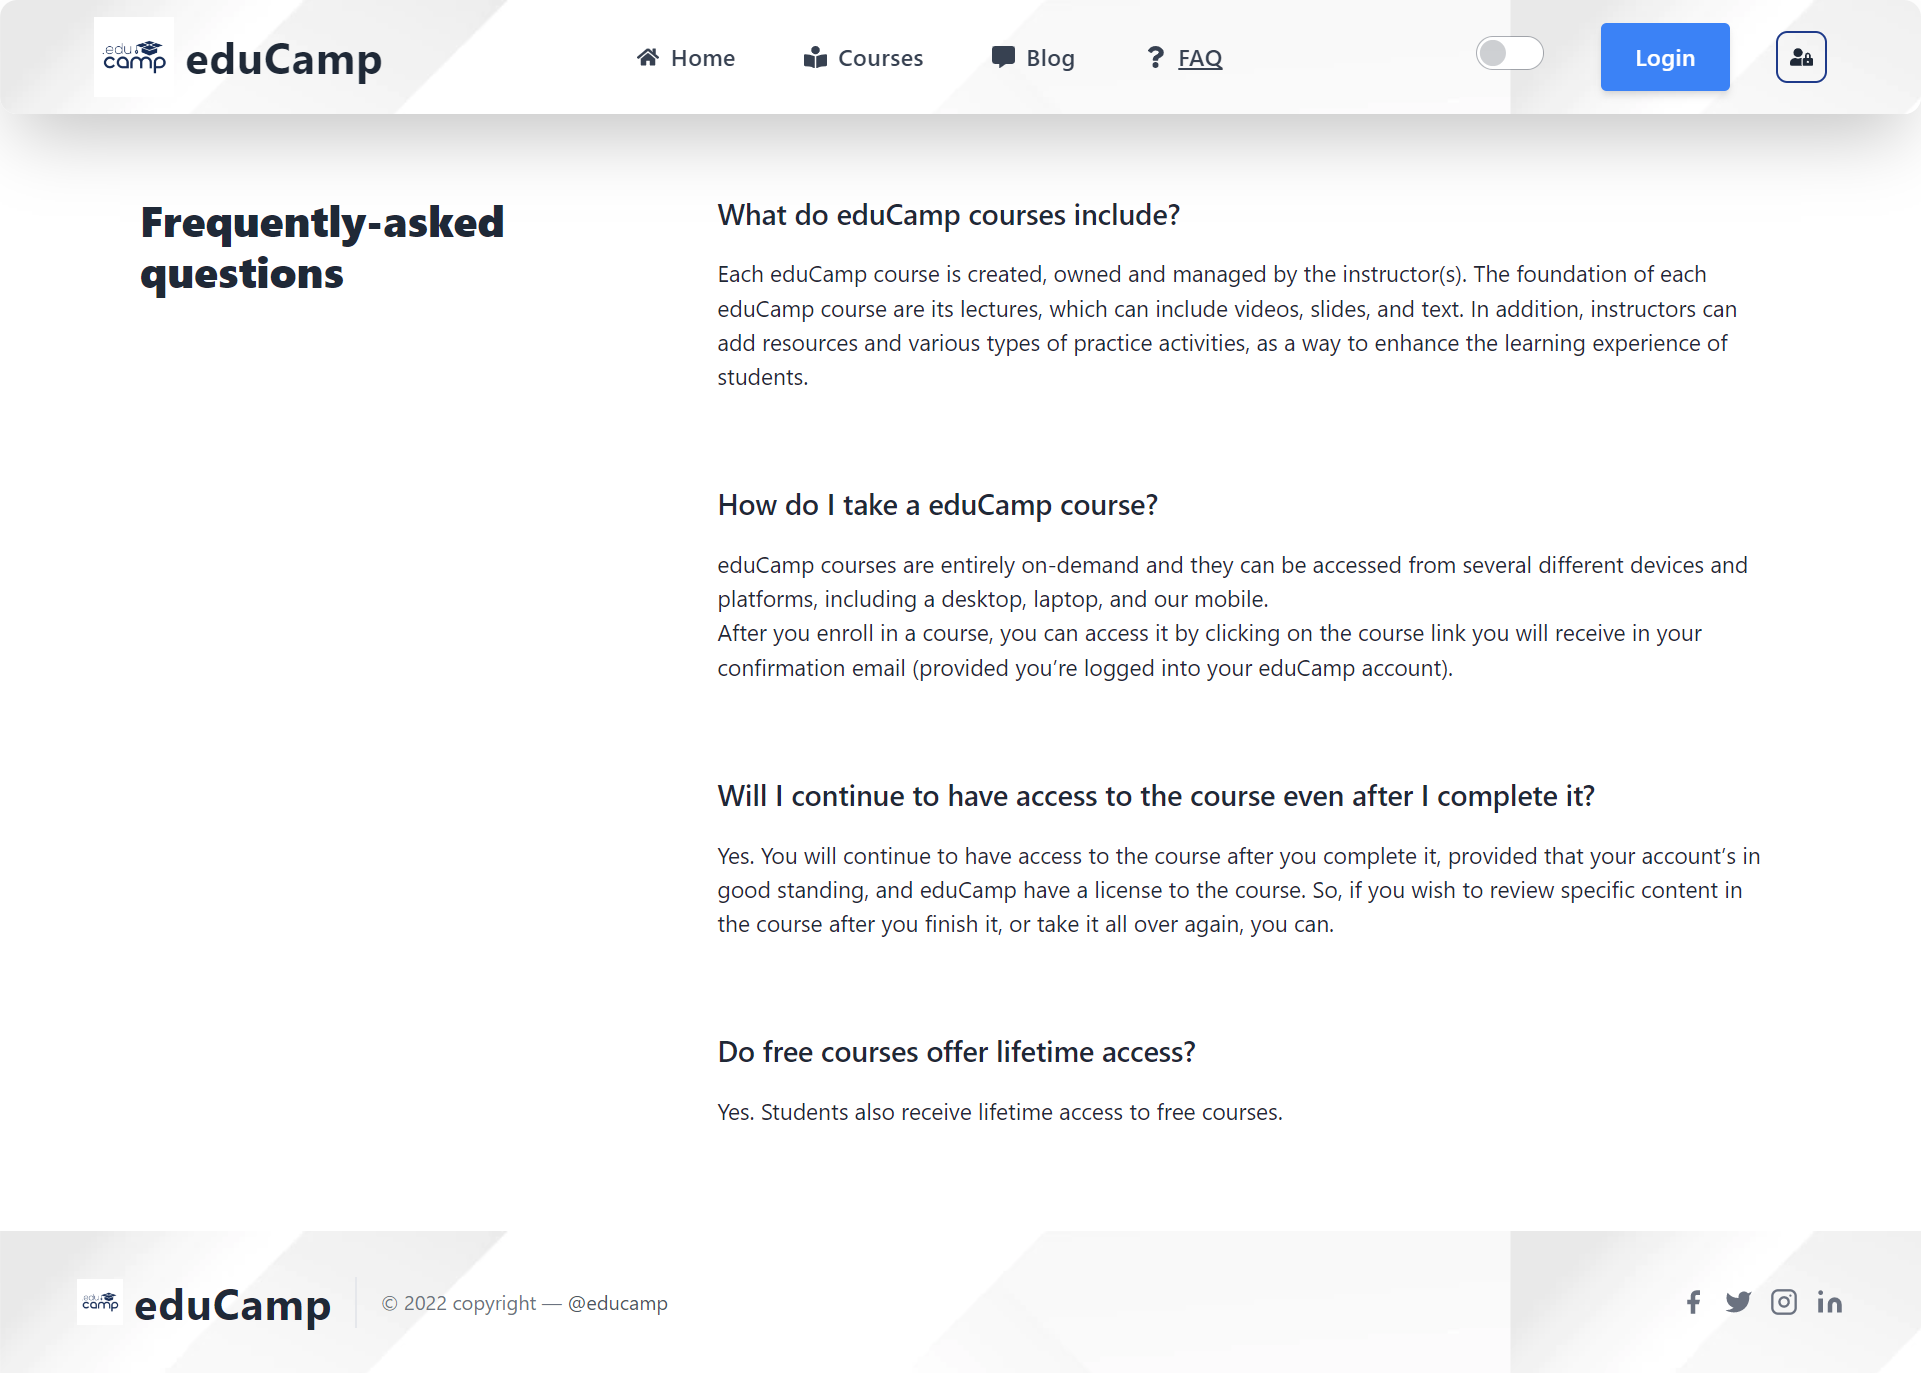 .edu
camp
eduCamp
Home
Courses
Blog
FAQ
Login
Frequently-asked
questions
What do eduCamp courses include?
Each eduCamp course is created, owned and managed by the instructor(s). The foundation of each
eduCamp course are its lectures, which can include videos, slides, and text. In addition, instructors can
add resources and various types of practice activities, as a way to enhance the learning experience of
students.
How do I take a eduCamp course?
eduCamp courses are entirely on-demand and they can be accessed from several different devices and
platforms, including a desktop, laptop, and our mobile.
After you enroll in a course, you can access it by clicking on the course link you will receive in your
confirmation email (provided you’re logged into your eduCamp account).
Will I continue to have access to the course even after I complete it?
Yes. You will continue to have access to the course after you complete it, provided that your account’s in
good standing, and eduCamp have a license to the course. So, if you wish to review specific content in
the course after you finish it, or take it all over again, you can.
Do free courses offer lifetime access?
Yes. Students also receive lifetime access to free courses.
.edu
camp
eduCamp
© 2022 copyright — @educamp